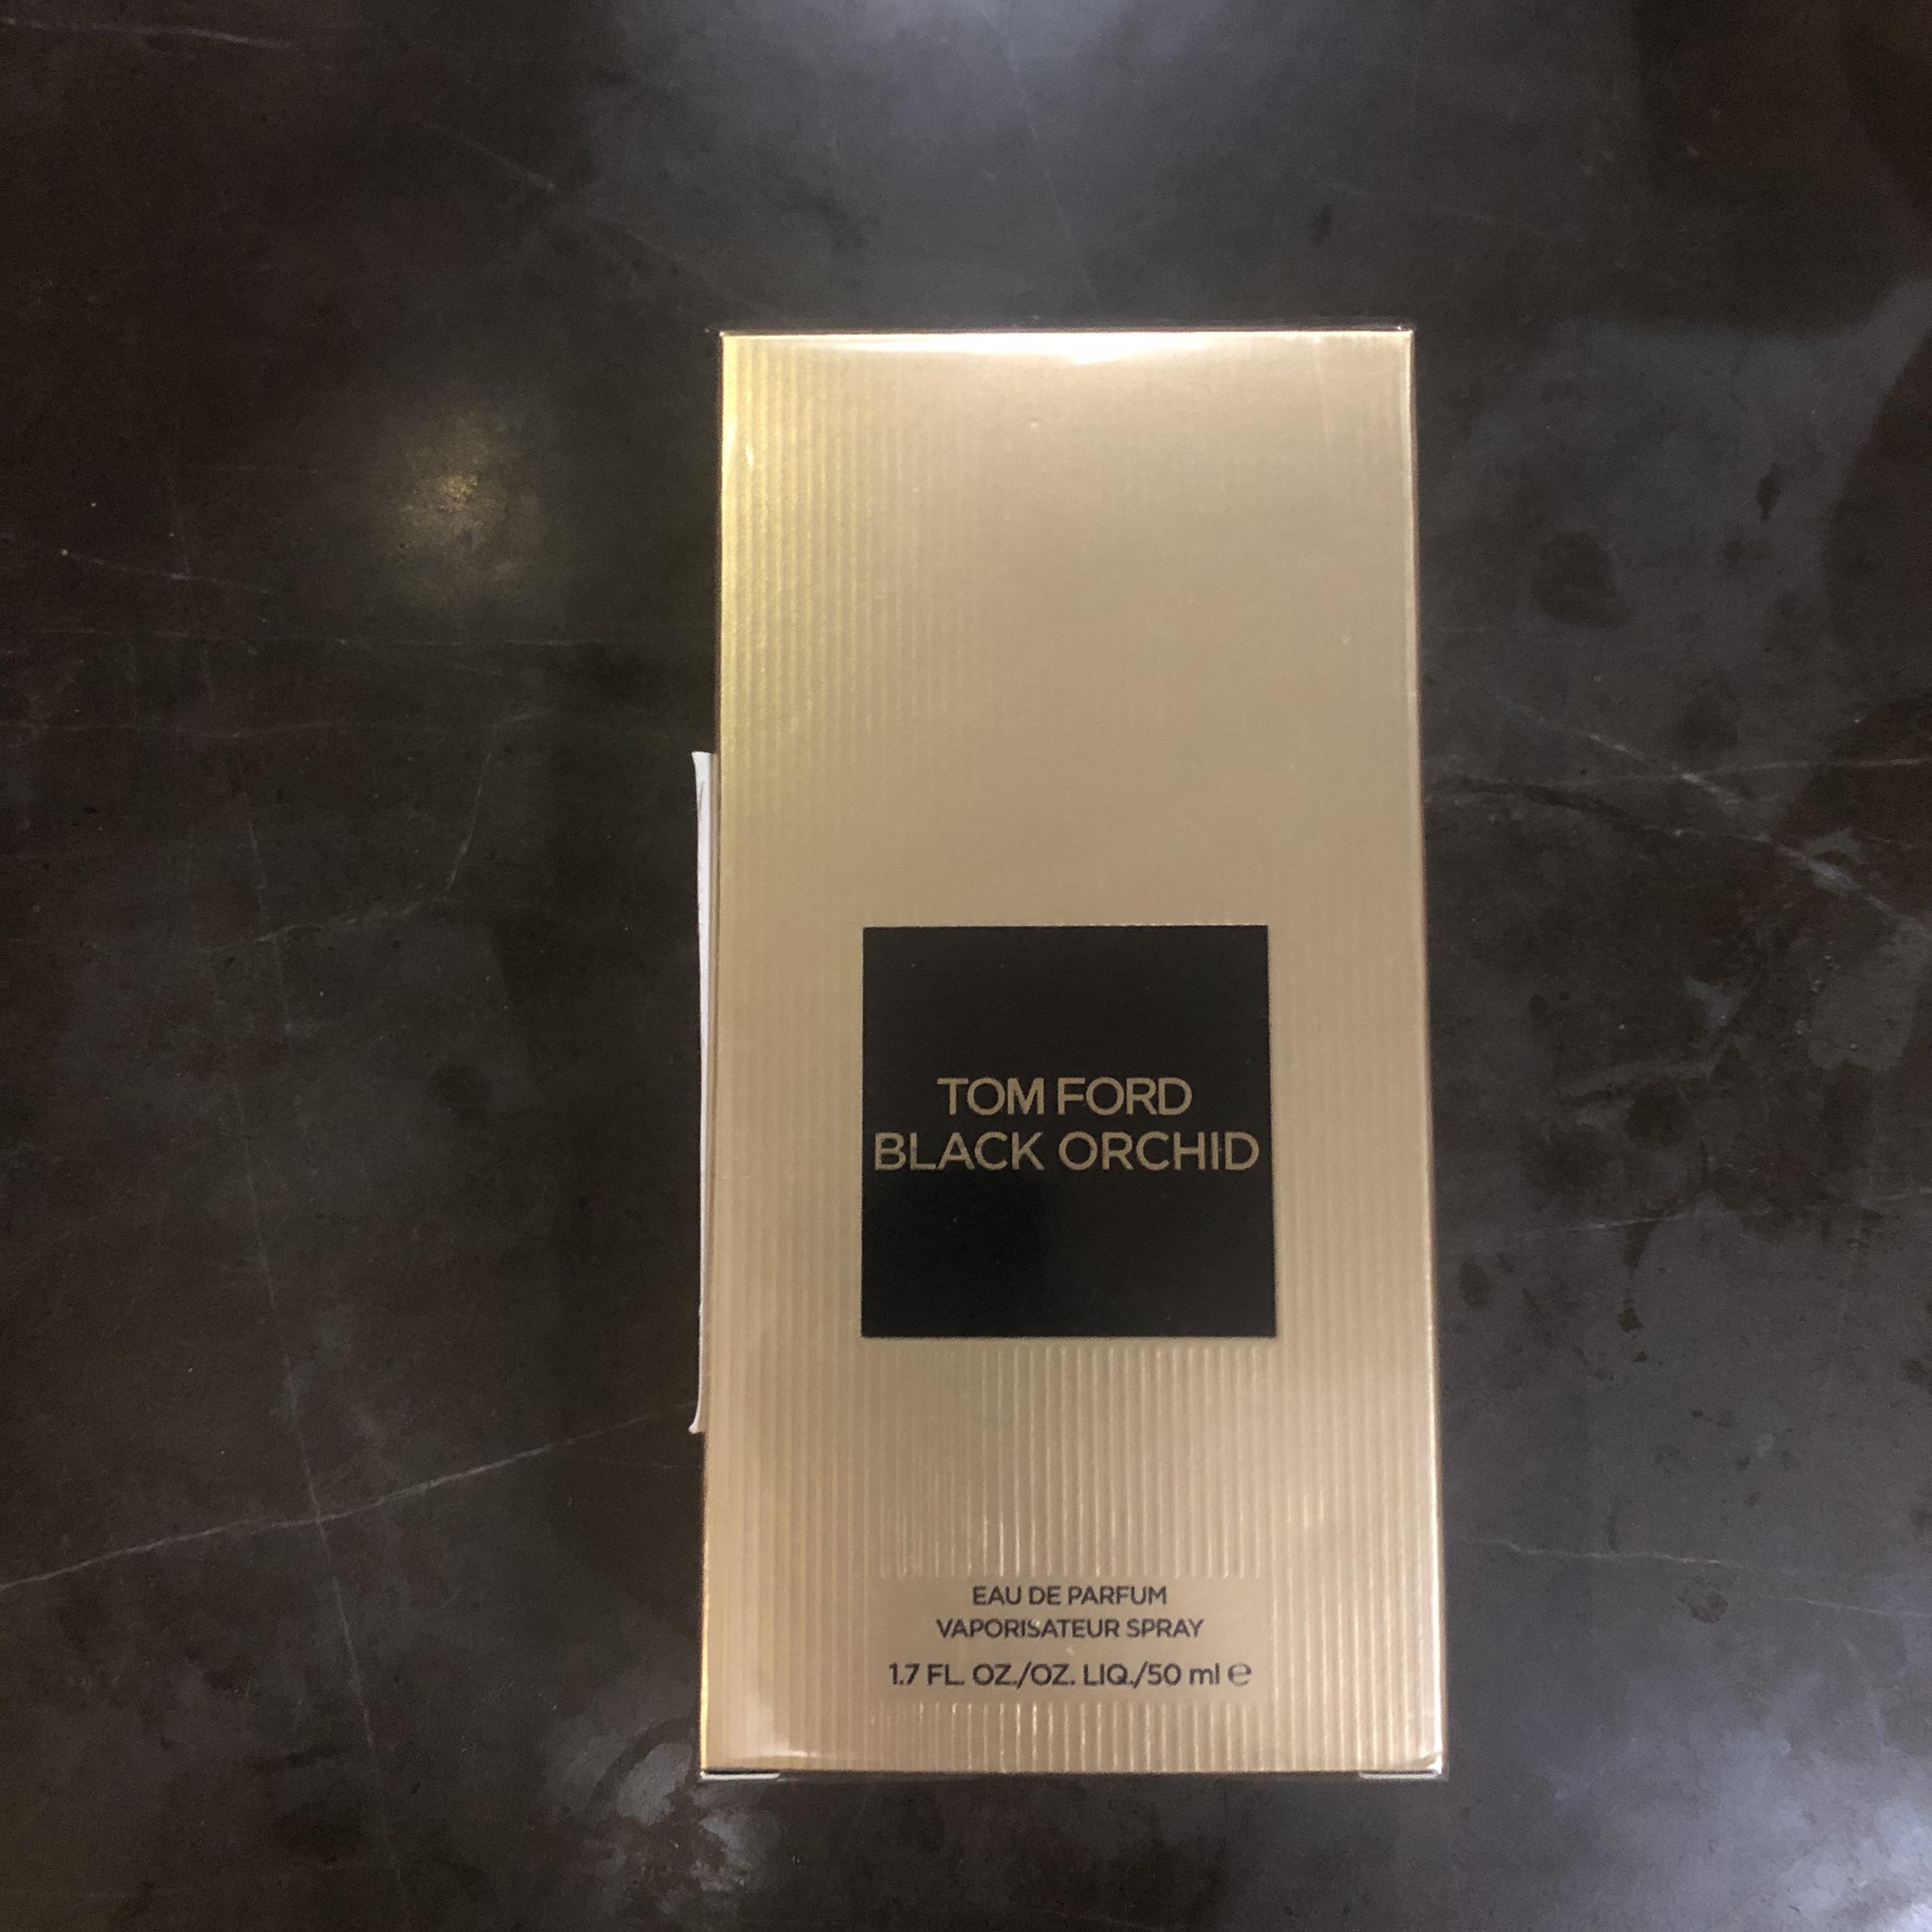 TOM FORD
BLACK ORCHID
EAU DE PARFUM
VAPORISATEUR SPRAY
1.7 FL. OZ./OZ. LIQ./50 ml ℮